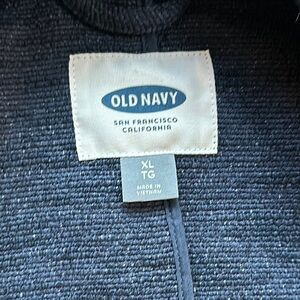 OLD NAVY
SAN FRANCISCO
CALIFORNIA
XL
TG
MADE IN
VIETNAM